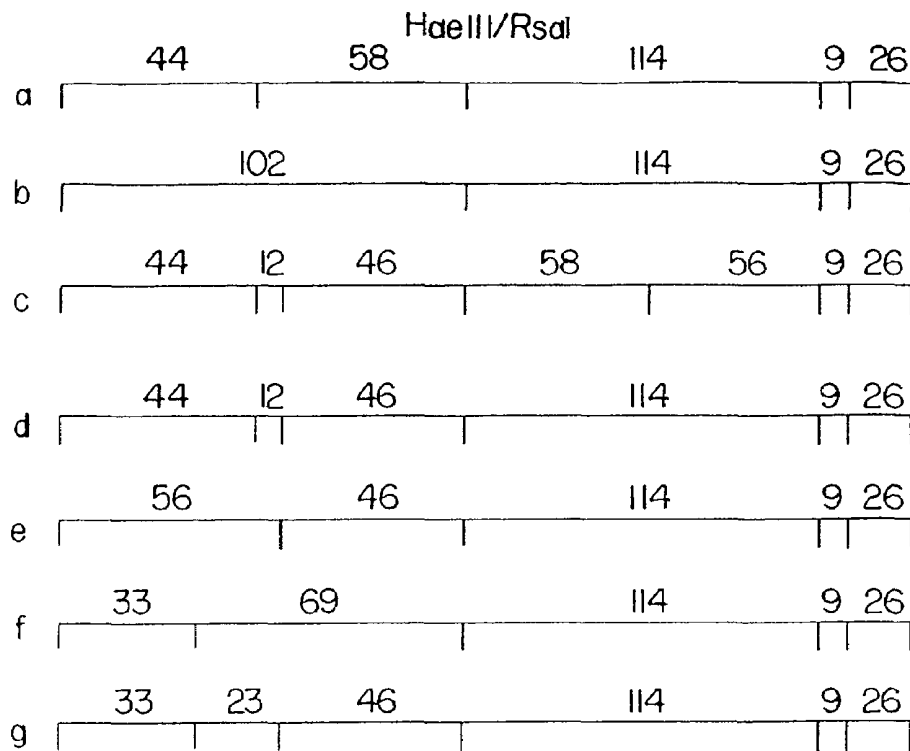 HaeIII/RsaI
44 58 114 9 26
a
102 114 9 26
b
44 12 46 58 56 9 26
c
44 12 46 114 9 26
d
56 46 114 9 26
e
33 69 114 9 26
f
33 23 46 114 9 26
g